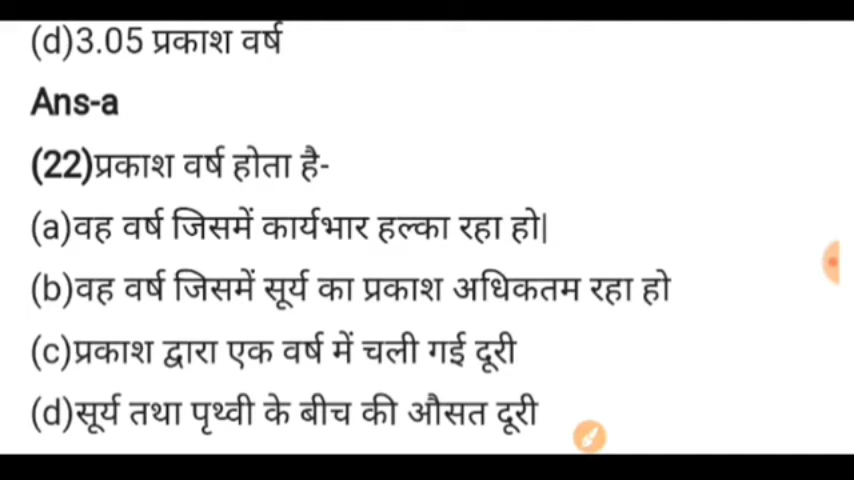 (d)3.05 प्रकाश वर्ष
Ans-a
(22)प्रकाश वर्ष होता है-
(a)वह वर्ष जिसमें कार्यभार हल्का रहा हो|
(b)वह वर्ष जिसमें सूर्य का प्रकाश अधिकतम रहा हो
(c)प्रकाश द्वारा एक वर्ष में चली गई दूरी
(d)सूर्य तथा पृथ्वी के बीच की औसत दूरी